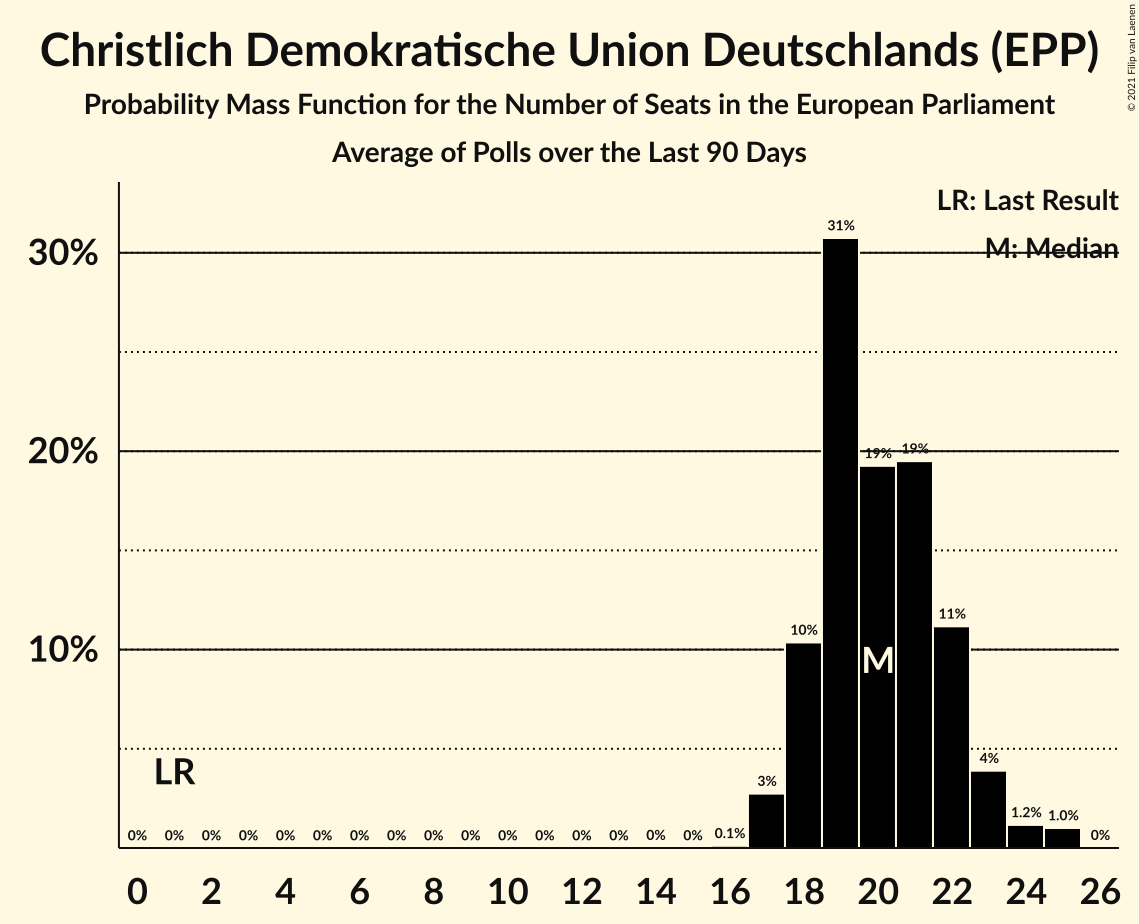 Christlich Demokratische Union Deutschlands (EPP)
Probability Mass Function for the Number of Seats in the European Parliament
Average of Polls over the Last 90 Days
© 2021 Filip van Laenen
LR: Last Result
M: Median
30%
20%
10%
31%
19% 19%
11%
10%
M
4%
LR
3%
1.2% 1.0%
0% 0% 0% 0% 0% 0% 0% 0% 0% 0% 0% 0% 0% 0% 0% 0% 0.1% 0%
0 2 4 6 8 10 12 14 16 18 20 22 24 26